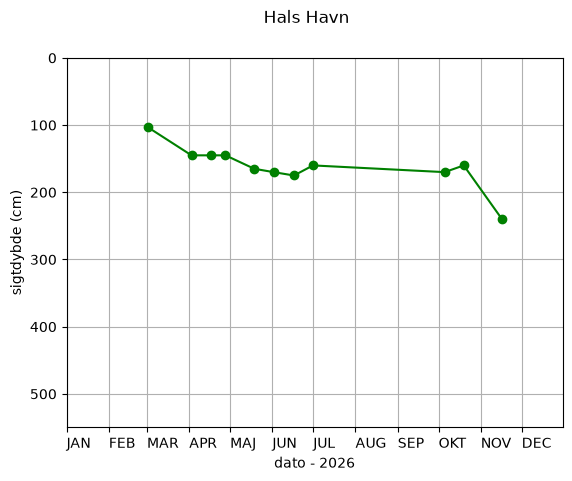 Hals Havn
0
100
200
300
400
500
sigtdybde (cm)
JAN FEB MAR APR MAJ JUN JUL AUG SEP OKT NOV DEC
dato - 2026